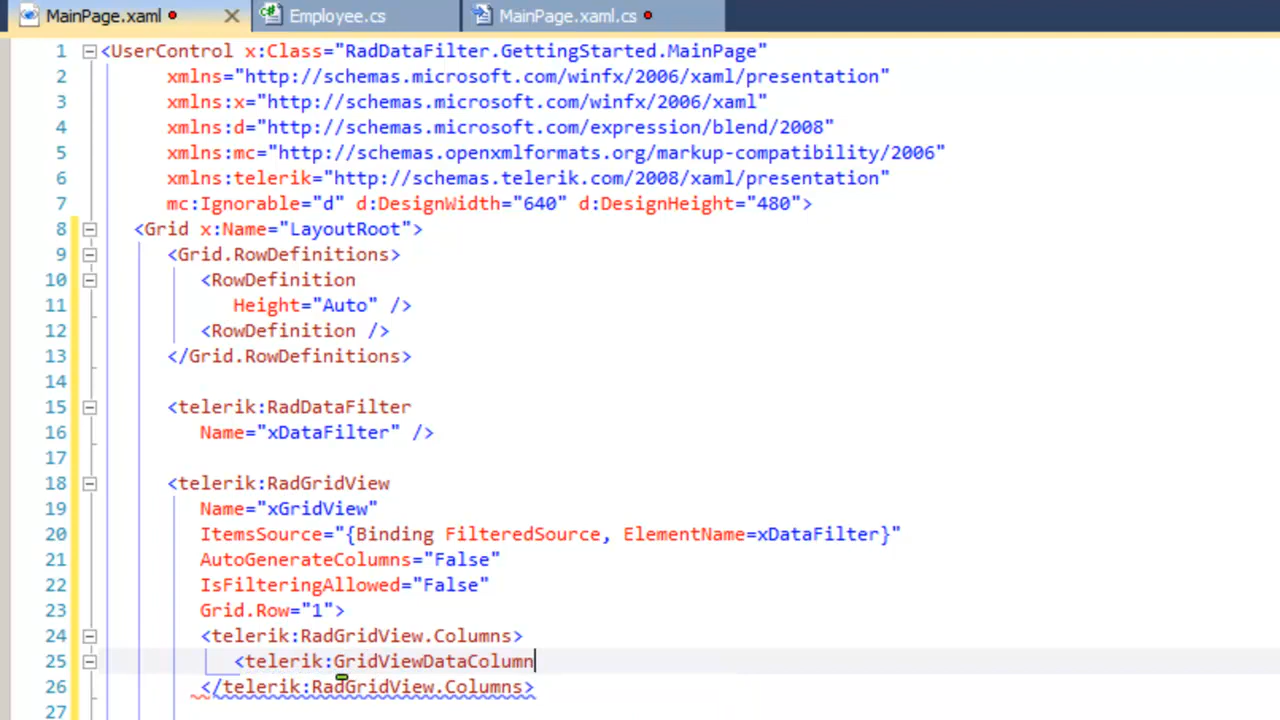 MainPage.xaml Employee.cs MainPage.xaml.cs
1 <UserControl x:Class="RadDataFilter.GettingStarted.MainPage"
2 xmlns="http://schemas.microsoft.com/winfx/2006/xaml/presentation"
3 xmlns:x="http://schemas.microsoft.com/winfx/2006/xaml"
4 xmlns:d="http://schemas.microsoft.com/expression/blend/2008"
5 xmlns:mc="http://schemas.openxmlformats.org/markup-compatibility/2006"
6 xmlns:telerik="http://schemas.telerik.com/2008/xaml/presentation"
7 mc:Ignorable="d" d:DesignWidth="640" d:DesignHeight="480">
8 <Grid x:Name="LayoutRoot">
9 <Grid.RowDefinitions>
10 <RowDefinition
11 Height="Auto" />
12 <RowDefinition />
13 </Grid.RowDefinitions>
14
15 <telerik:RadDataFilter
16 Name="xDataFilter" />
17
18 <telerik:RadGridView
19 Name="xGridView"
20 ItemsSource="{Binding FilteredSource, ElementName=xDataFilter}"
21 AutoGenerateColumns="False"
22 IsFilteringAllowed="False"
23 Grid.Row="1">
24 <telerik:RadGridView.Columns>
25 <telerik:GridViewDataColumn
26 </telerik:RadGridView.Columns>
27